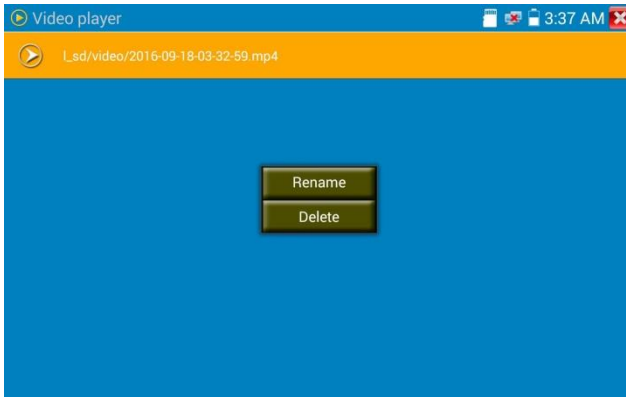 Video player
3:37 AM
l_sd/video/2016-09-18-03-32-59.mp4
Rename
Delete